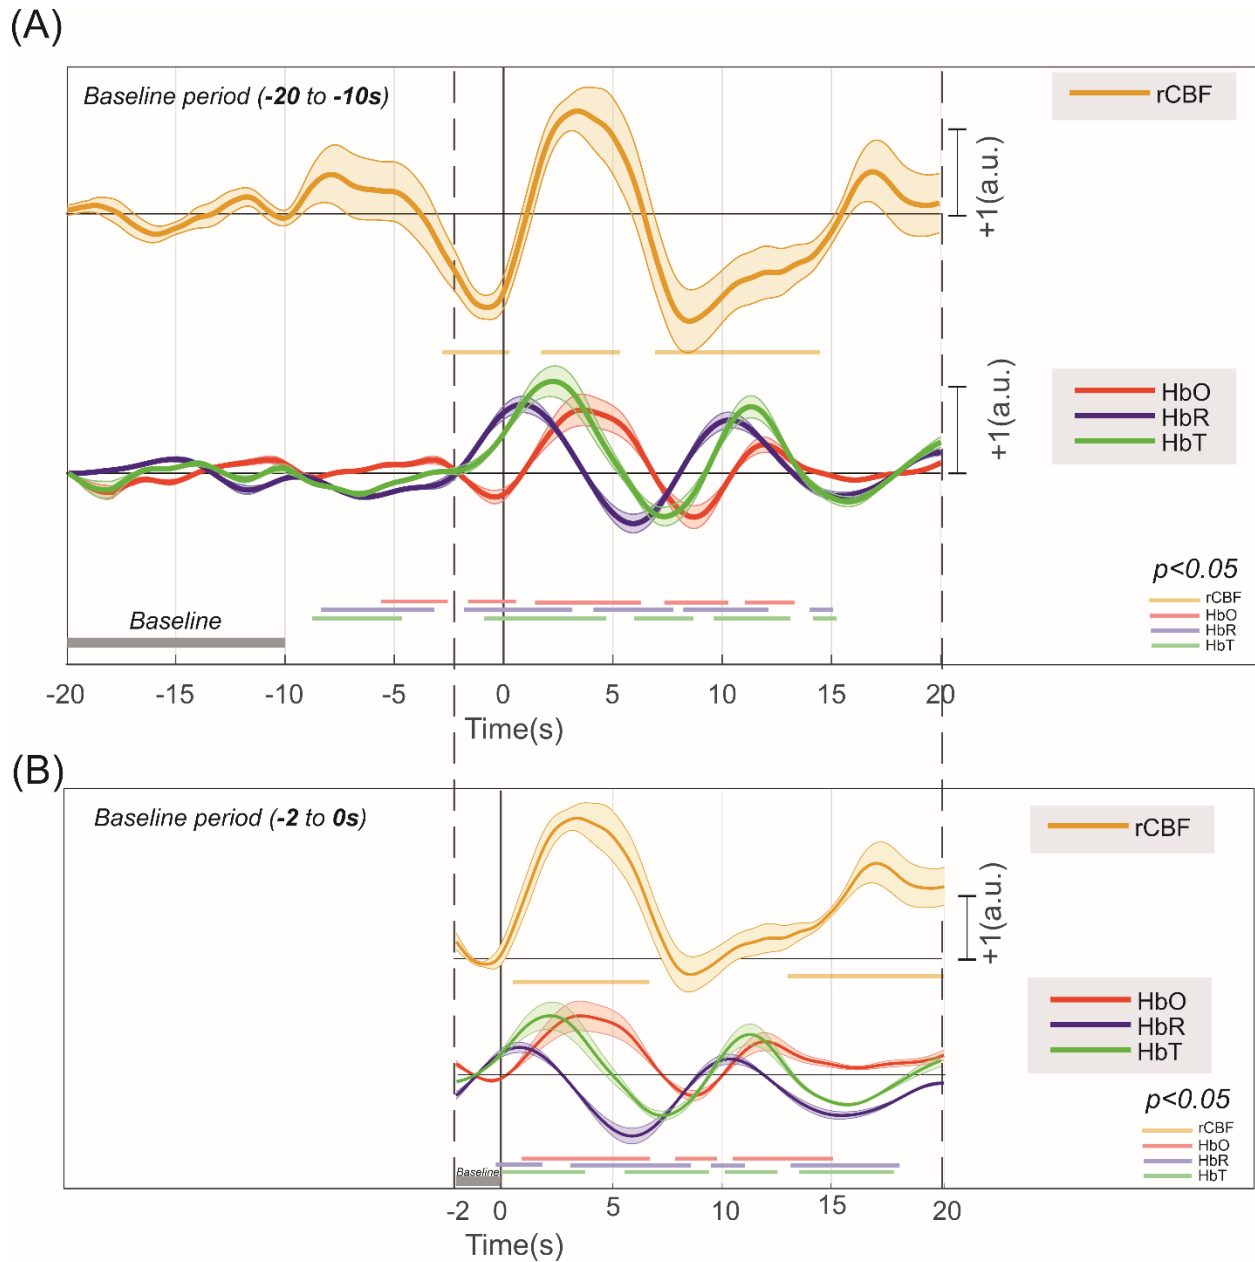 (A)
Baseline period (-20 to -10s)
rCBF
+1(a.u.)
HbO
HbR
HbT
+1(a.u.)
p<0.05
rCBF
HbO
HbR
HbT
Baseline
-20 -15 -10 -5 0 5 10 15 20
Time(s)
(B)
Baseline period (-2 to 0s)
rCBF
+1(a.u.)
HbO
HbR
HbT
p<0.05
rCBF
HbO
HbR
HbT
Baseline
-2 0 5 10 15 20
Time(s)